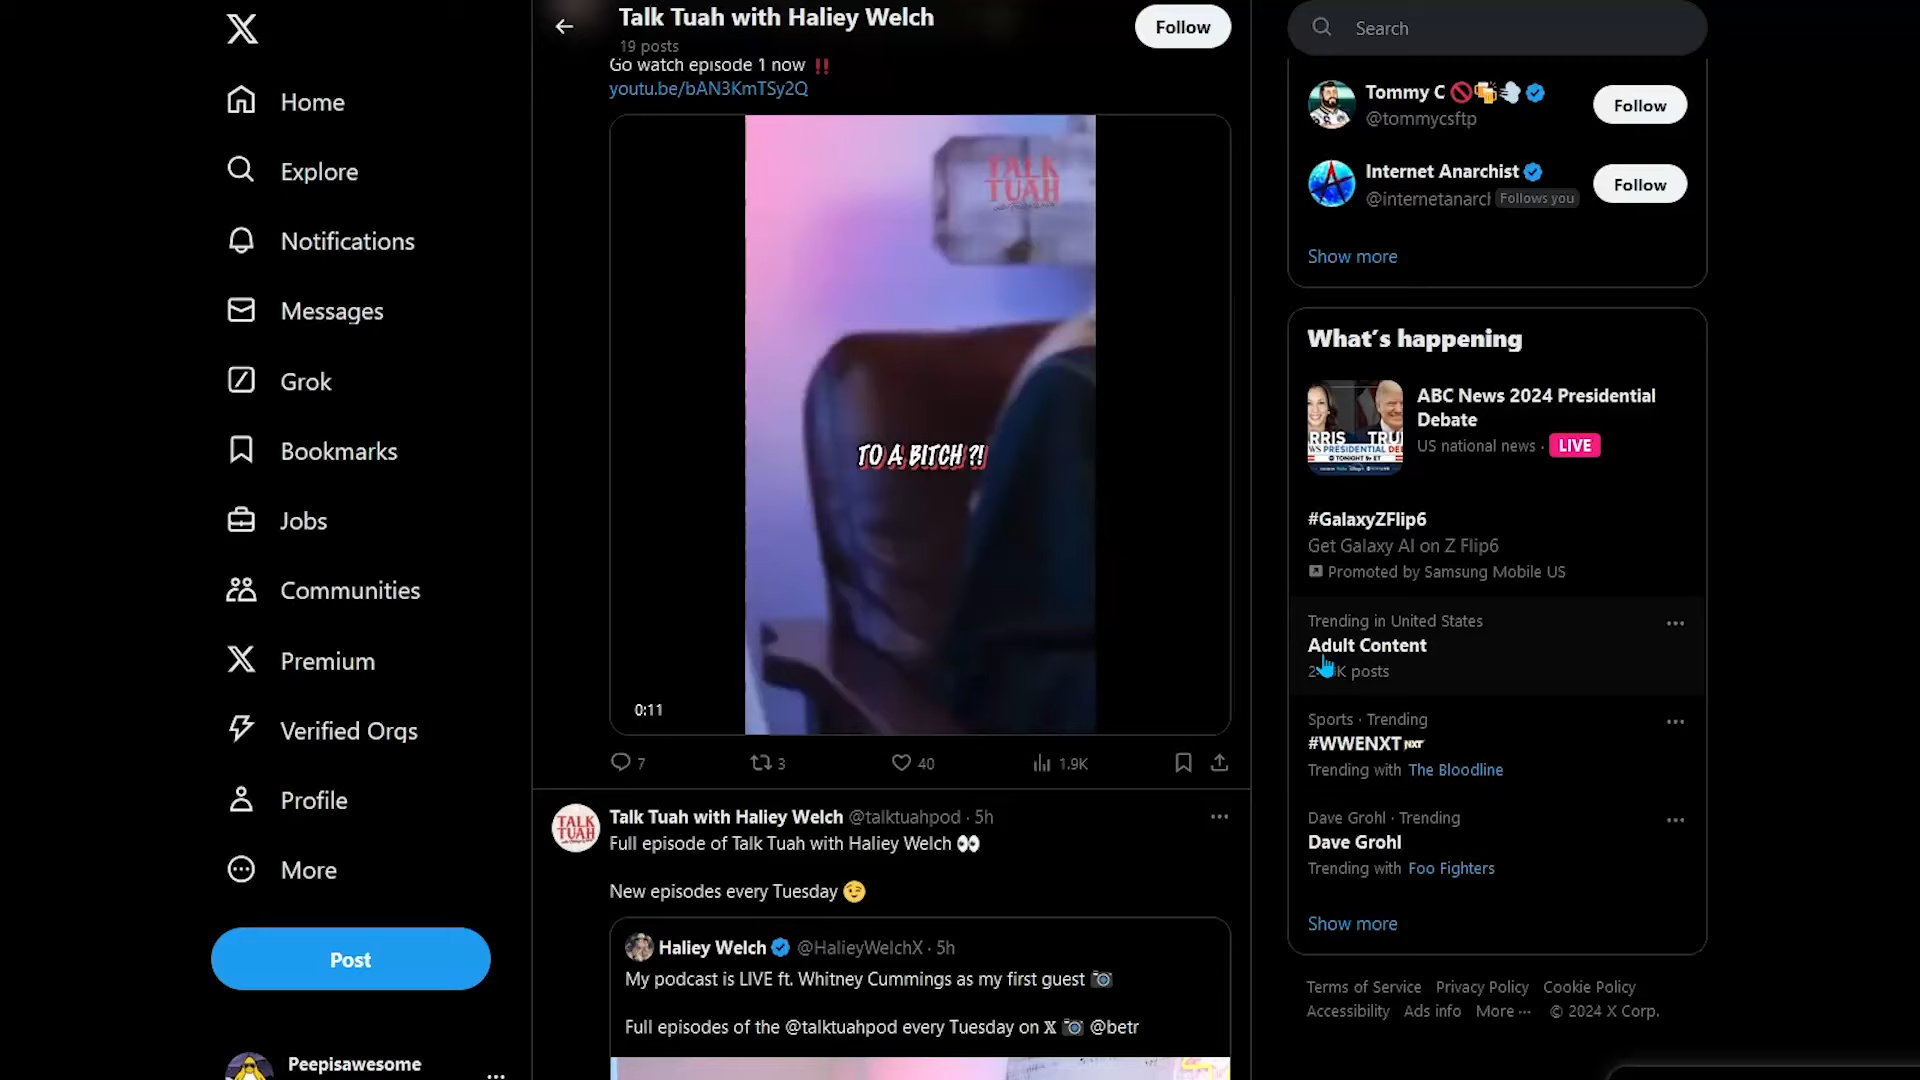 Home
Explore
Notifications
Messages
Grok
Bookmarks
Jobs
Communities
Premium
Verified Orgs
Profile
More
Post
Peepisawesome
Talk Tuah with Haliey Welch
19 posts
Follow
Go watch episode 1 now ‼️
youtu.be/bAN3KmTSy2Q
TALK
TUAH
TO A BITCH ?!
0:11
7
3
40
1.9K
TALK
TUAH
Talk Tuah with Haliey Welch @talktuahpod · 5h
Full episode of Talk Tuah with Haliey Welch 👀
New episodes every Tuesday 😉
Haliey Welch @HalieyWelchX · 5h
My podcast is LIVE ft. Whitney Cummings as my first guest 📷
Full episodes of the @talktuahpod every Tuesday on 𝕏 📷 @betr
Search
Tommy C 🚫🍻💨
@tommycsftp
Follow
Internet Anarchist
@internetanarcl Follows you
Follow
Show more
What's happening
RRIS TRU
TONIGHT 9e ET
ABC News 2024 Presidential
Debate
US national news · LIVE
#GalaxyZFlip6
Get Galaxy AI on Z Flip6
Promoted by Samsung Mobile US
Trending in United States
Adult Content
posts
Sports · Trending
#WWENXT
Trending with The Bloodline
Dave Grohl · Trending
Dave Grohl
Trending with Foo Fighters
Show more
Terms of Service Privacy Policy Cookie Policy
Accessibility Ads info More ··· © 2024 X Corp.